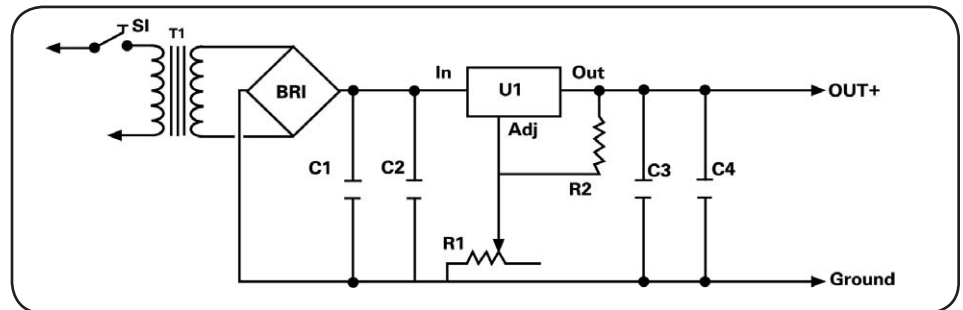 SI
T1
BRI
In
U1
Out
Adj
OUT+
C1
C2
R2
C3
C4
R1
Ground